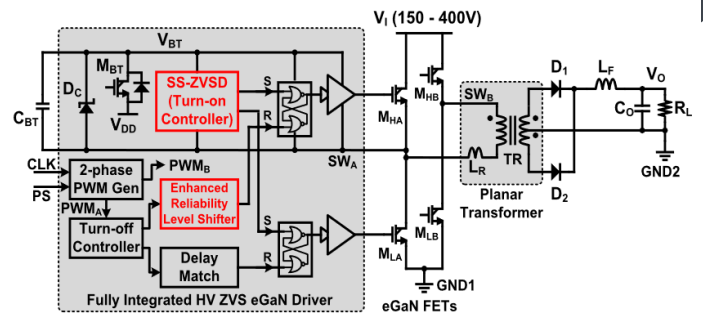 V_I (150 - 400V)
V_BT
M_BT
D_C
C_BT
V_DD
SS-ZVSD
(Turn-on
Controller)
S
R
SW_A
M_HA
M_HB
SW_B
L_R
TR
Planar
Transformer
D_1
D_2
L_F
V_O
C_O
R_L
GND2
CLK
PS
2-phase
PWM Gen
PWM_B
PWM_A
Enhanced
Reliability
Level Shifter
Turn-off
Controller
Delay
Match
S
R
M_LA
M_LB
GND1
Fully Integrated HV ZVS eGaN Driver
eGaN FETs